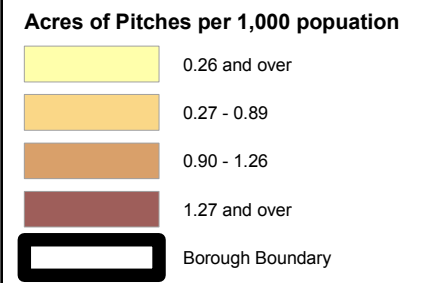 Acres of Pitches per 1,000 popuation
0.26 and over
0.27 - 0.89
0.90 - 1.26
1.27 and over
Borough Boundary